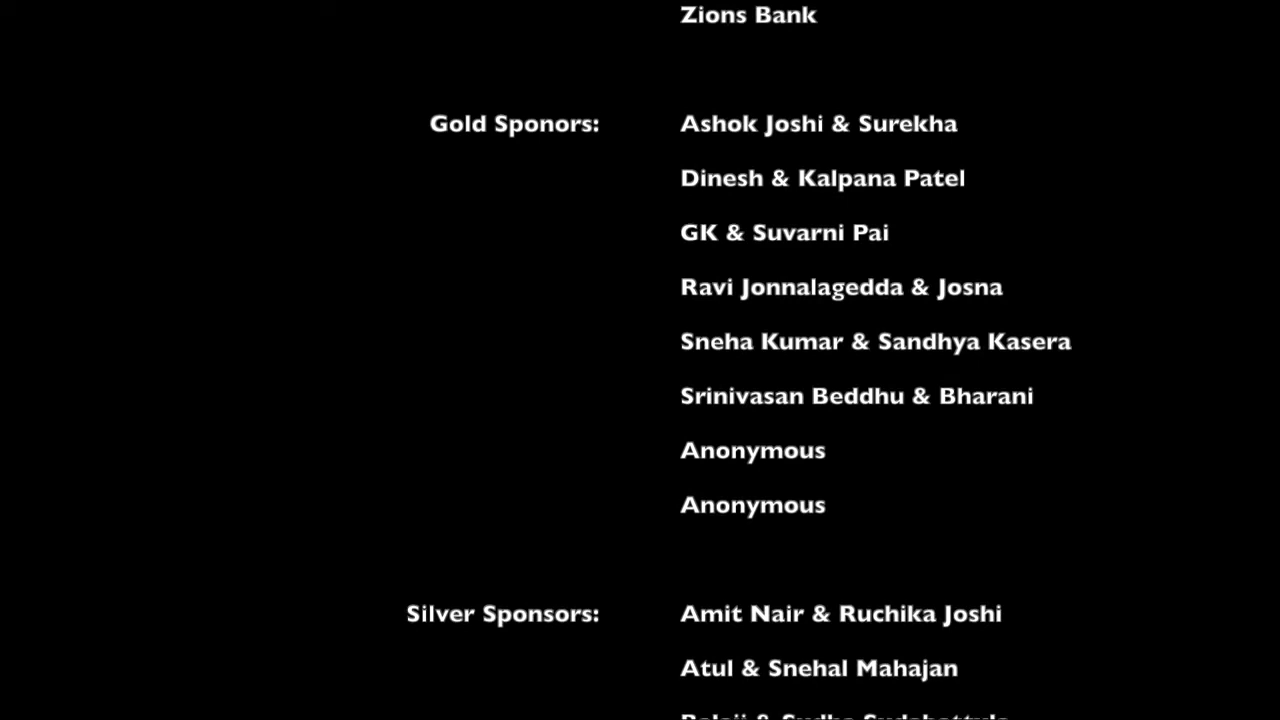 Zions Bank
Gold Sponors: Ashok Joshi & Surekha
Dinesh & Kalpana Patel
GK & Suvarni Pai
Ravi Jonnalagedda & Josna
Sneha Kumar & Sandhya Kasera
Srinivasan Beddhu & Bharani
Anonymous
Anonymous
Silver Sponsors: Amit Nair & Ruchika Joshi
Atul & Snehal Mahajan